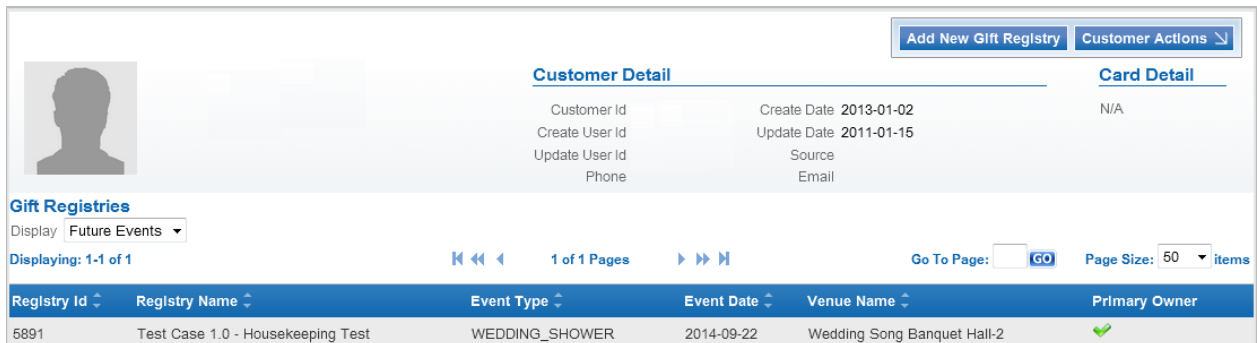 Add New Gift Registry Customer Actions
Customer Detail Card Detail
Customer Id Create Date 2013-01-02 N/A
Create User Id Update Date 2011-01-15
Update User Id Source
Phone Email
Gift Registries
Display Future Events
Displaying: 1-1 of 1 1 of 1 Pages Go To Page: GO Page Size: 50 items
Registry Id Registry Name Event Type Event Date Venue Name Primary Owner
5891 Test Case 1.0 - Housekeeping Test WEDDING_SHOWER 2014-09-22 Wedding Song Banquet Hall-2